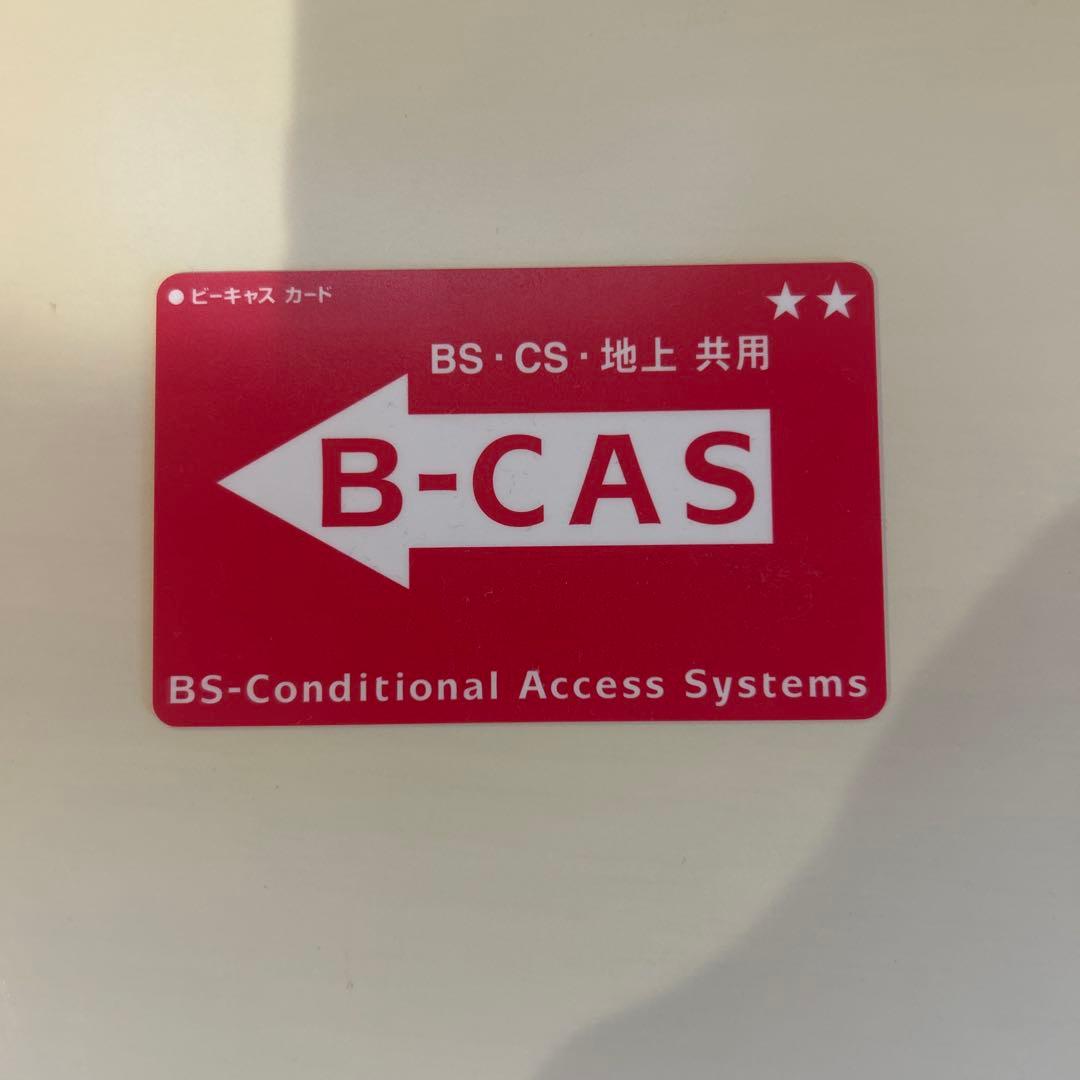 ●ビーキャス カード
★★
BS・CS・地上 共用
B-CAS
BS-Conditional Access Systems